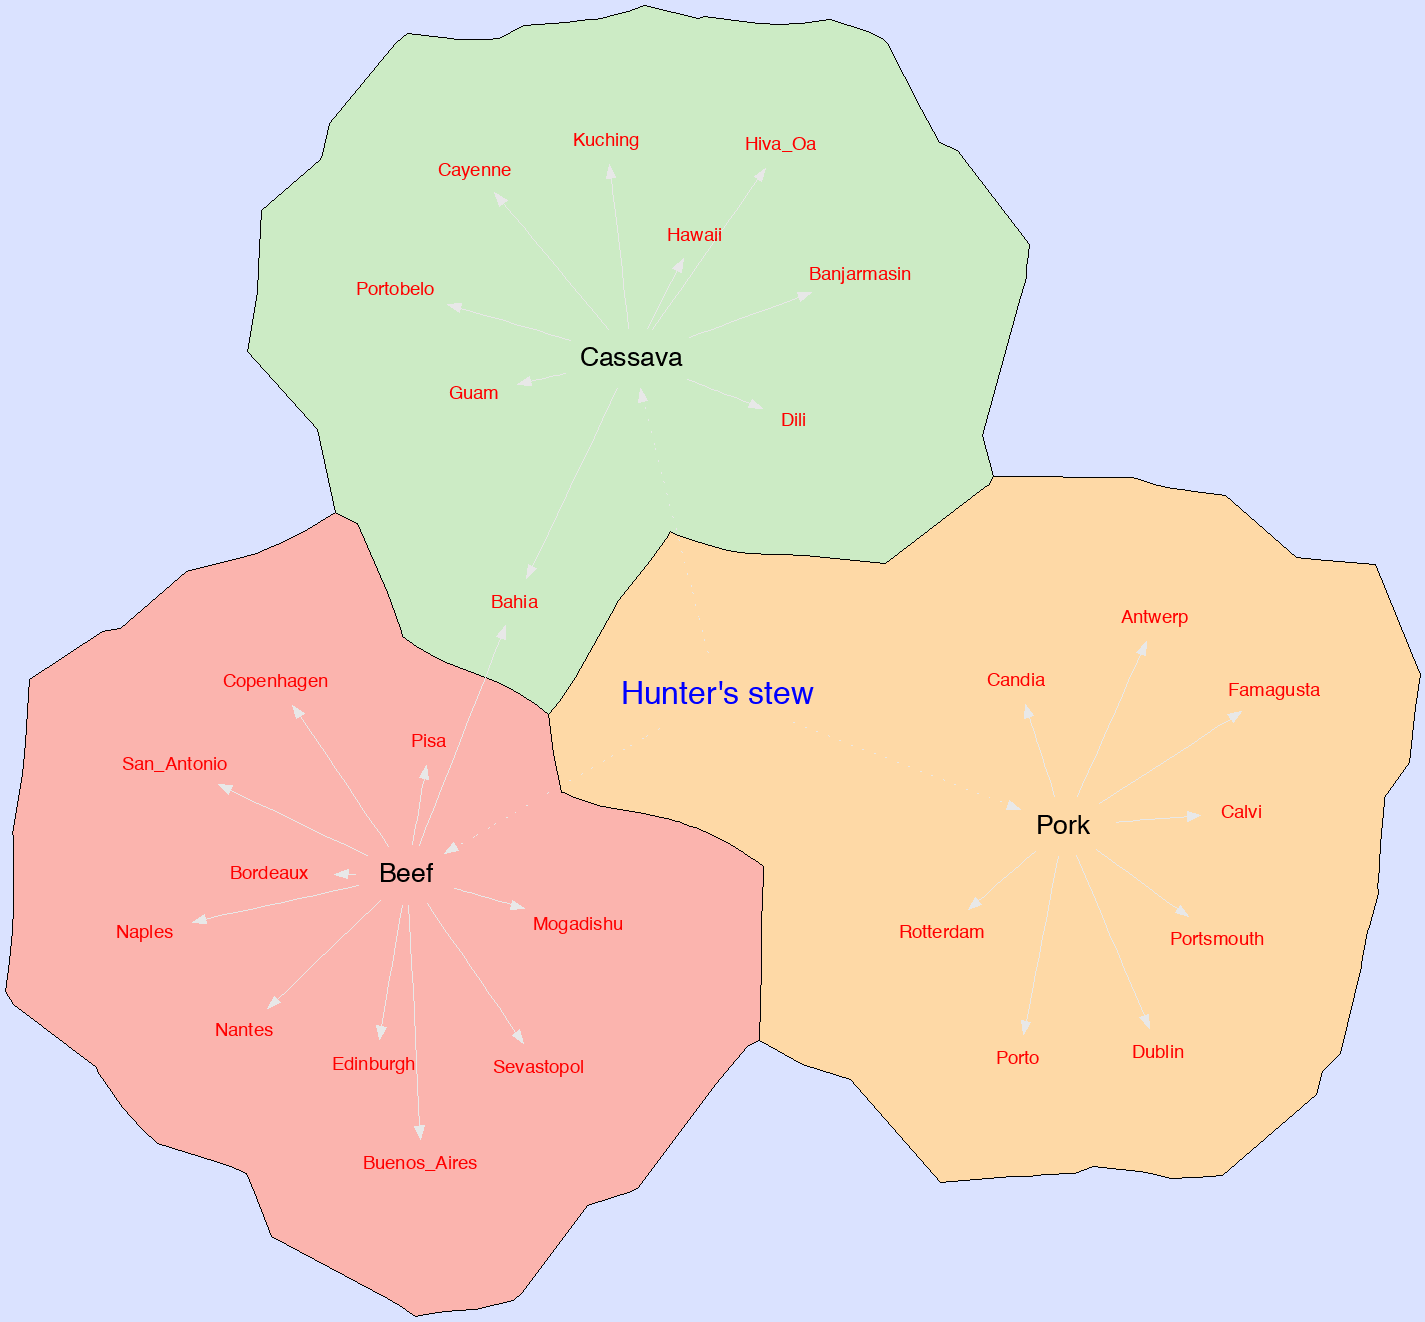 Kuching
Hiva_Oa
Cayenne
Hawaii
Banjarmasin
Portobelo
Cassava
Guam
Dili
Bahia
Antwerp
Copenhagen
Candia
Famagusta
Hunter's stew
Pisa
San_Antonio
Calvi
Pork
Bordeaux
Beef
Mogadishu
Naples
Rotterdam
Portsmouth
Nantes
Edinburgh
Sevastopol
Porto
Dublin
Buenos_Aires